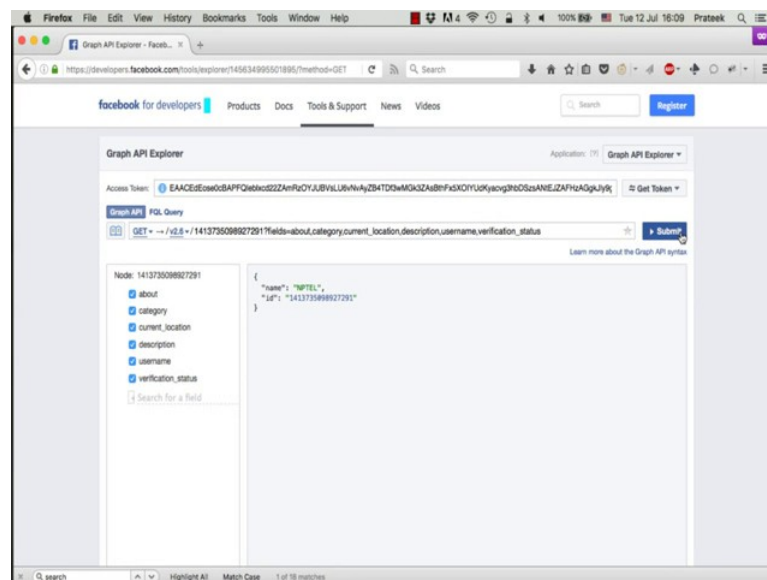 Firefox File Edit View History Bookmarks Tools Window Help 4 100% Tue 12 Jul 16:09 Prateek
Graph API Explorer - Faceb...
https://developers.facebook.com/tools/explorer/145634995501895/?method=GET Search
facebook for developers Products Docs Tools & Support News Videos Search Register
Graph API Explorer Application: [?] Graph API Explorer
Access Token: Get Token
Graph API FQL Query
GET → /v2.6 / 1413735098927291?fields=about,category,current_location,description,username,verification_status Submit
Learn more about the Graph API syntax
Node: 1413735098927291
about
category
current_location
description
username
verification_status
Search for a field
{
"name": "NPTEL",
"id": "1413735098927291"
}
search Highlight All Match Case 1 of 18 matches